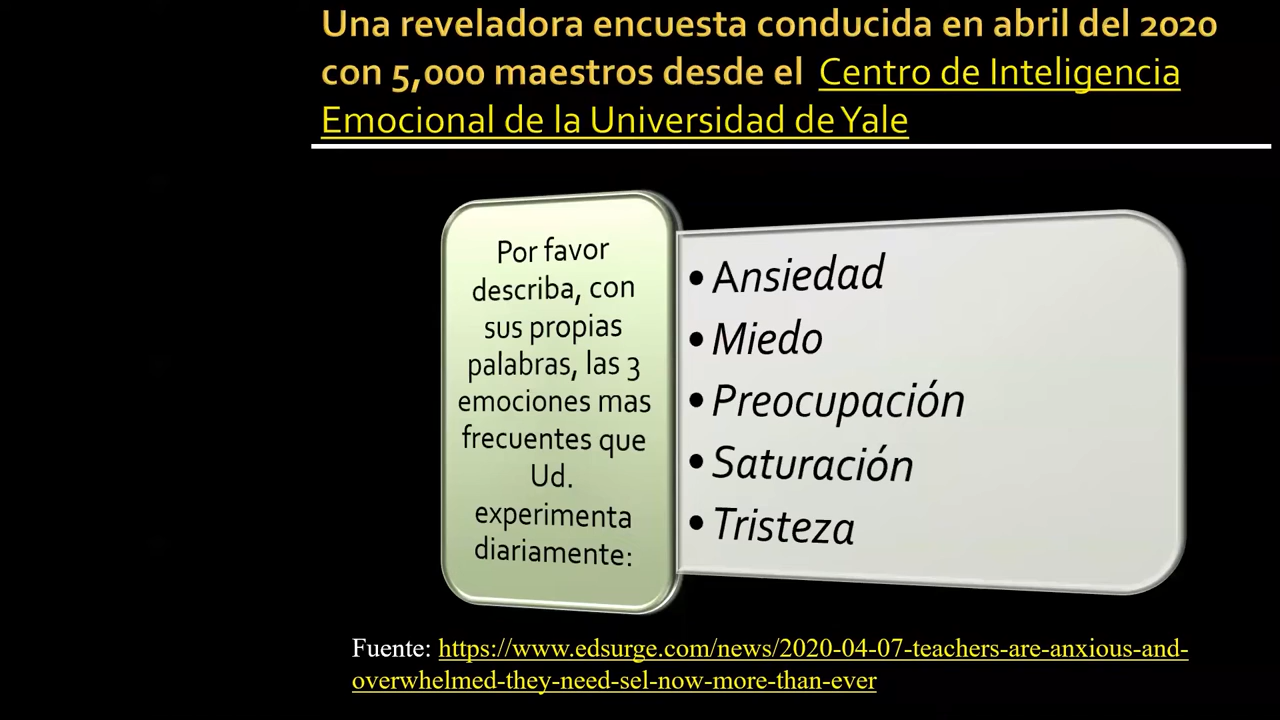 Una reveladora encuesta conducida en abril del 2020
con 5,000 maestros desde el Centro de Inteligencia
Emocional de la Universidad de Yale
Por favor
describa, con
sus propias
palabras, las 3
emociones mas
frecuentes que
Ud.
experimenta
diariamente:
• Ansiedad
• Miedo
• Preocupación
• Saturación
• Tristeza
Fuente: https://www.edsurge.com/news/2020-04-07-teachers-are-anxious-and-
overwhelmed-they-need-sel-now-more-than-ever